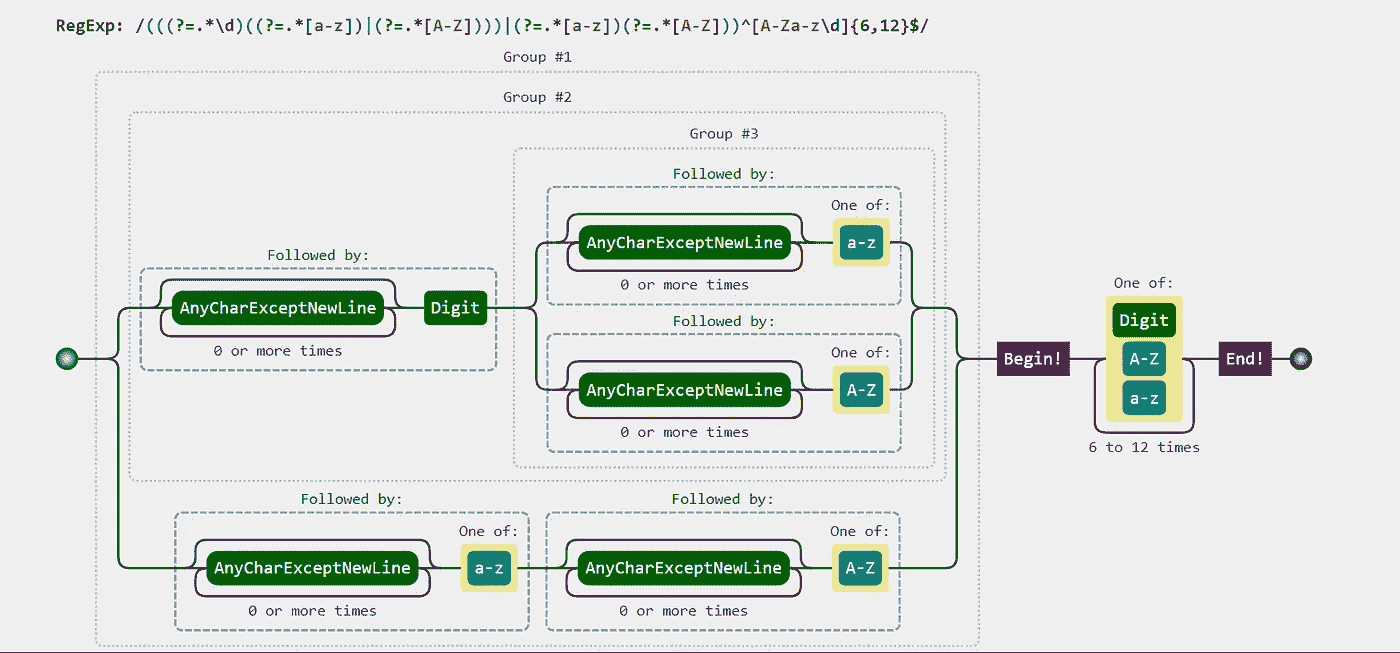 RegExp: /(((?=.*\d)((?=.*[a-z])|(?=.*[A-Z])))|(?=.*[a-z])(?=.*[A-Z]))^[A-Za-z\d]{6,12}$/
Group #1
Group #2
Group #3
Followed by:
One of:
AnyCharExceptNewLine a-z
0 or more times
Followed by:
AnyCharExceptNewLine Digit
0 or more times
Followed by:
One of:
AnyCharExceptNewLine A-Z
0 or more times
Followed by:
One of:
AnyCharExceptNewLine a-z
0 or more times
Followed by:
One of:
AnyCharExceptNewLine A-Z
0 or more times
Begin!
One of:
Digit
A-Z
a-z
6 to 12 times
End!